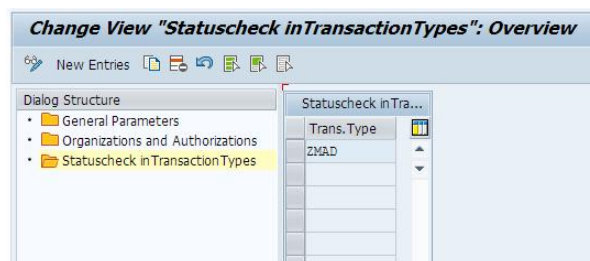 Change View "Statuscheck inTransactionTypes": Overview
New Entries
Dialog Structure
General Parameters
Organizations and Authorizations
Statuscheck inTransactionTypes
Statuscheck inTra...
Trans.Type
ZMAD